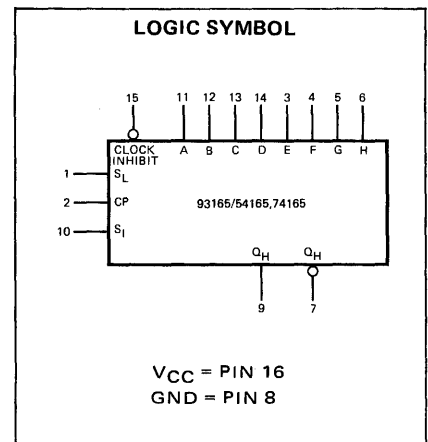 LOGIC SYMBOL
15 11 12 13 14 3 4 5 6
CLOCK INHIBIT A B C D E F G H
1 SL
2 CP 93165/54165,74165
10 SI
QH QH
9 7
VCC = PIN 16
GND = PIN 8